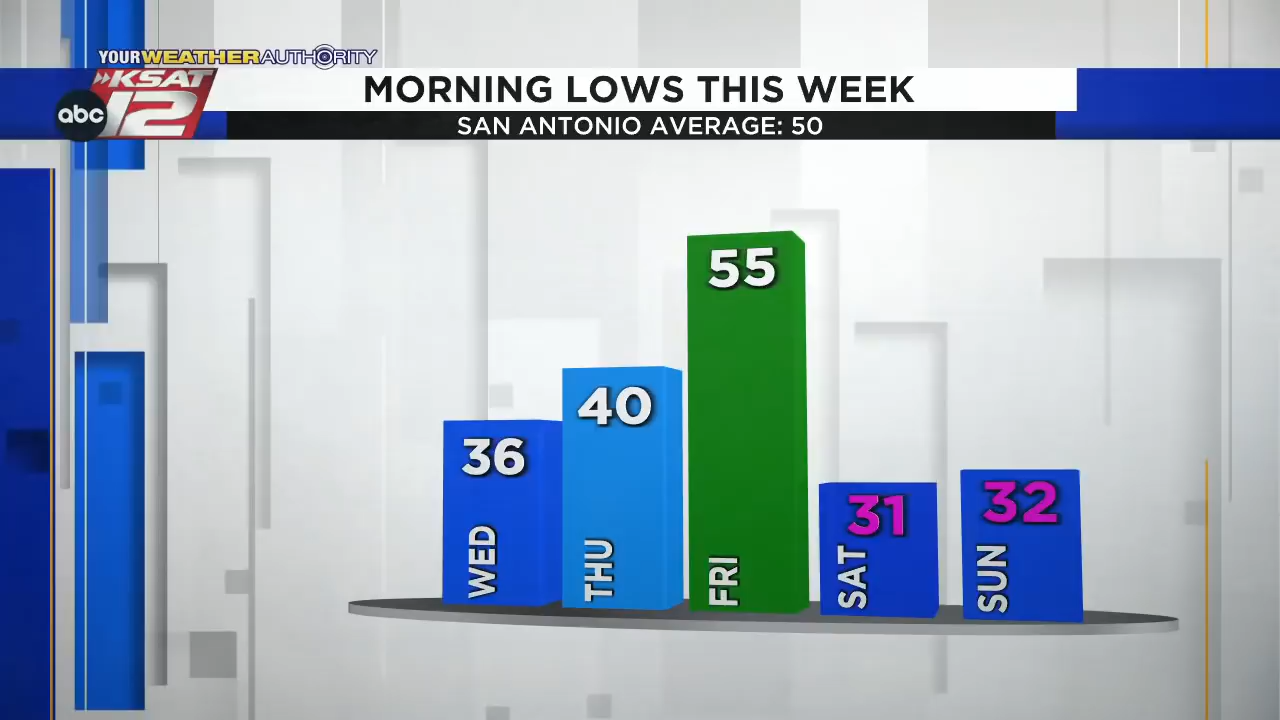 YOUR WEATHER AUTHORITY
KSAT
abc 12
MORNING LOWS THIS WEEK
SAN ANTONIO AVERAGE: 50
36
40
55
31
32
WED
THU
FRI
SAT
SUN